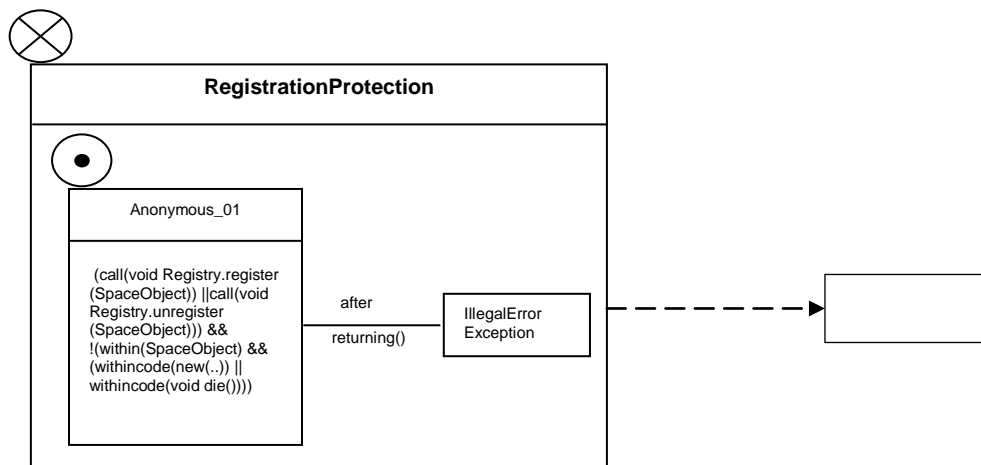 RegistrationProtection
Anonymous_01
(call(void Registry.register
(SpaceObject)) ||call(void
Registry.unregister
(SpaceObject))) &&
!(within(SpaceObject) &&
(withincode(new(..)) ||
withincode(void die())))
after
returning()
IllegalError
Exception